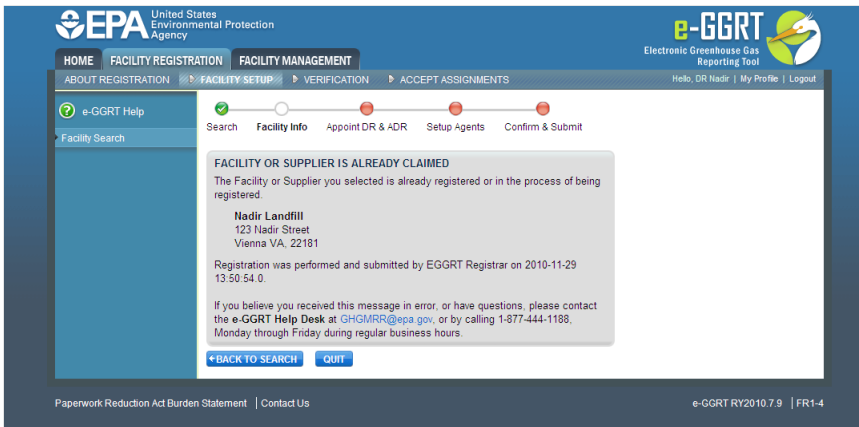 EPA United States
Environmental Protection
Agency
e-GGRT
Electronic Greenhouse Gas
Reporting Tool
HOME FACILITY REGISTRATION FACILITY MANAGEMENT
ABOUT REGISTRATION FACILITY SETUP VERIFICATION ACCEPT ASSIGNMENTS
Hello, DR Nadir | My Profile | Logout
e-GGRT Help
Facility Search
Search Facility Info Appoint DR & ADR Setup Agents Confirm & Submit
FACILITY OR SUPPLIER IS ALREADY CLAIMED
The Facility or Supplier you selected is already registered or in the process of being
registered.
Nadir Landfill
123 Nadir Street
Vienna VA, 22181
Registration was performed and submitted by EGGRT Registrar on 2010-11-29
13:50:54.0.
If you believe you received this message in error, or have questions, please contact
the e-GGRT Help Desk at GHGMRR@epa.gov, or by calling 1-877-444-1188,
Monday through Friday during regular business hours.
BACK TO SEARCH QUIT
Paperwork Reduction Act Burden Statement | Contact Us
e-GGRT RY2010.7.9 | FR1-4